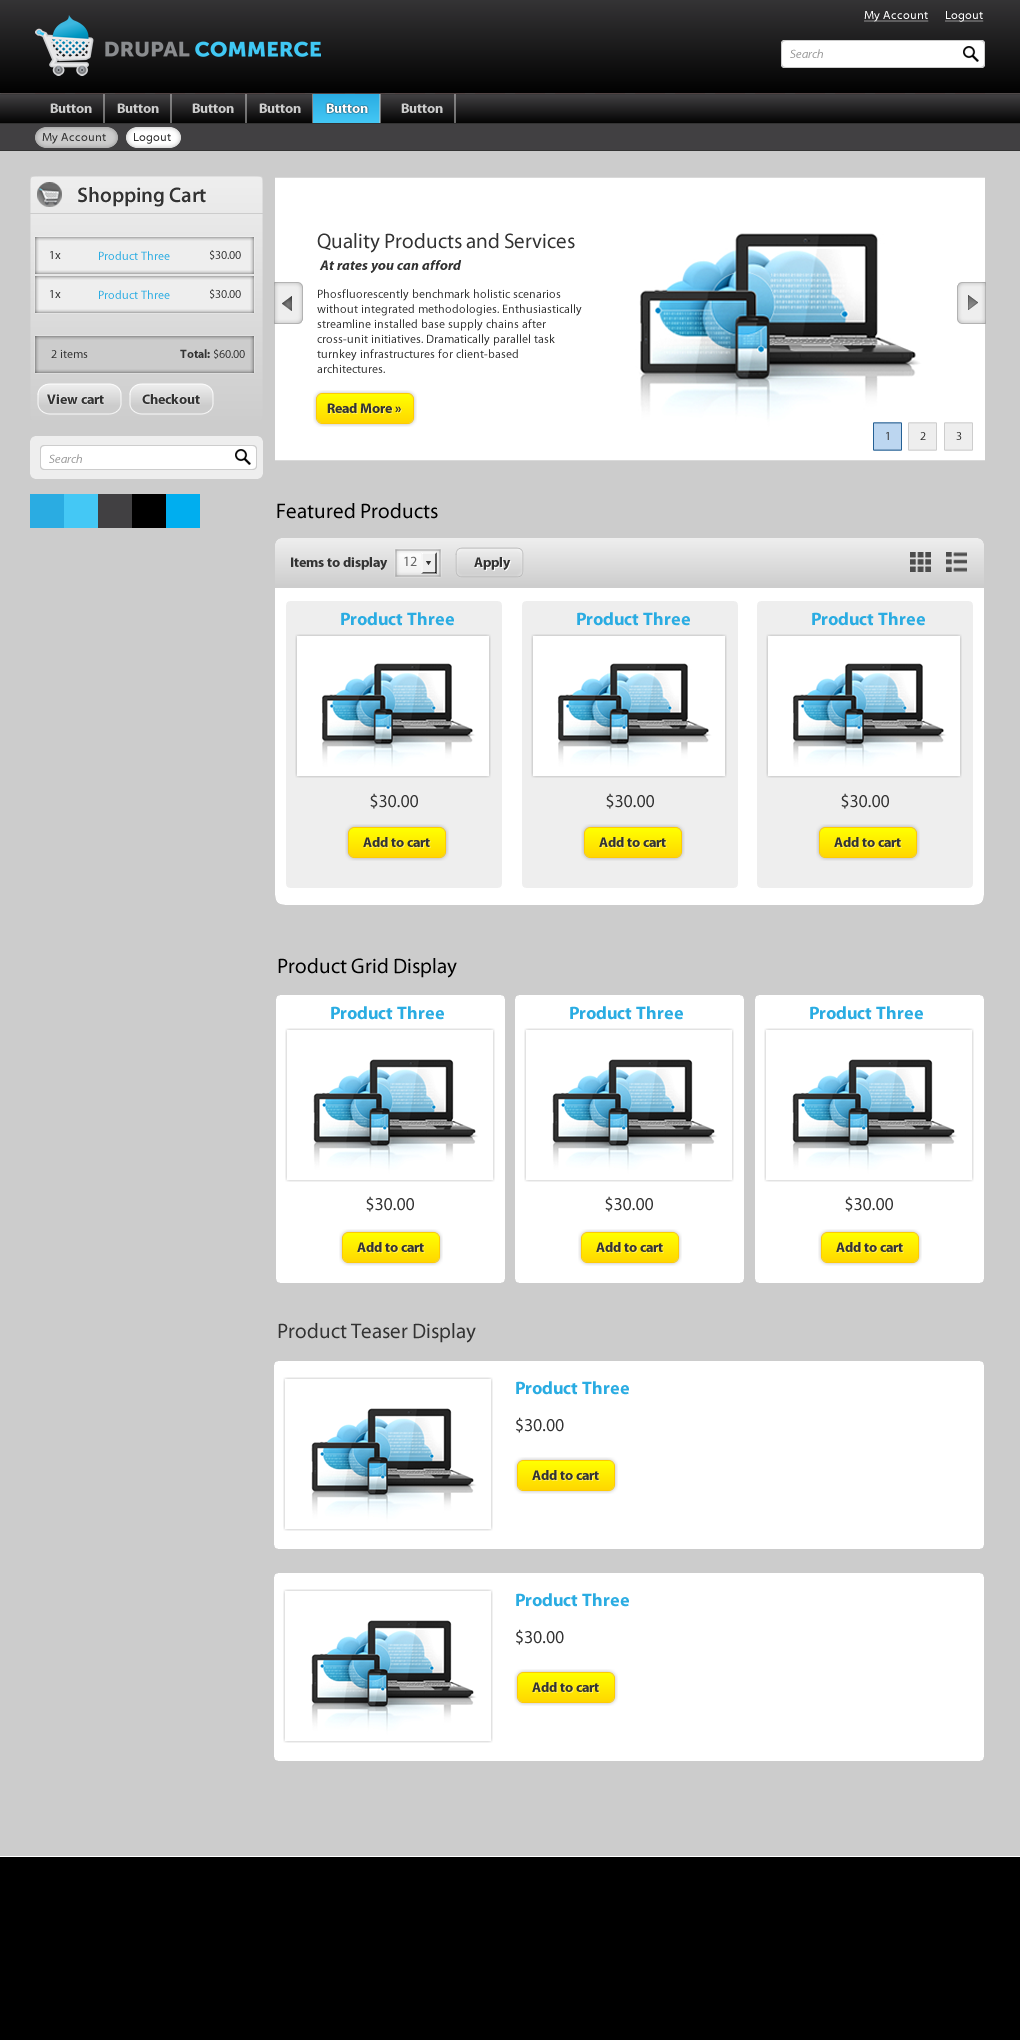 My Account Logout
DRUPAL COMMERCE
Search
Button Button Button Button Button Button
My Account Logout
Shopping Cart
1x Product Three $30.00
1x Product Three $30.00
2 items Total: $60.00
View cart Checkout
Search
Quality Products and Services
At rates you can afford
Phosfluorescently benchmark holistic scenarios
without integrated methodologies. Enthusiastically
streamline installed base supply chains after
cross-unit initiatives. Dramatically parallel task
turnkey infrastructures for client-based
architectures.
Read More »
1 2 3
Featured Products
Items to display 12 Apply
Product Three Product Three Product Three
$30.00 $30.00 $30.00
Add to cart Add to cart Add to cart
Product Grid Display
Product Three Product Three Product Three
$30.00 $30.00 $30.00
Add to cart Add to cart Add to cart
Product Teaser Display
Product Three
$30.00
Add to cart
Product Three
$30.00
Add to cart